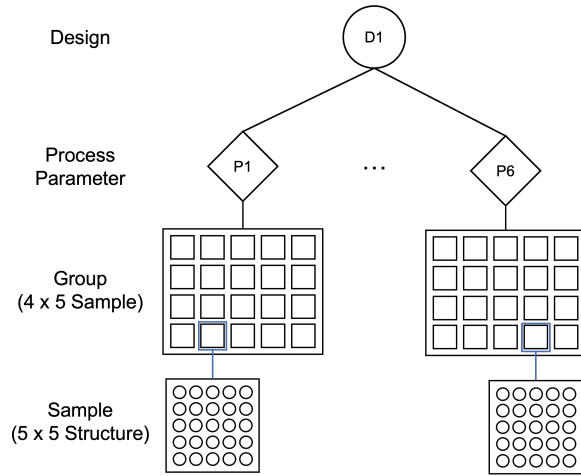 Design
D1
Process
Parameter
P1
...
P6
Group
(4 x 5 Sample)
Sample
(5 x 5 Structure)